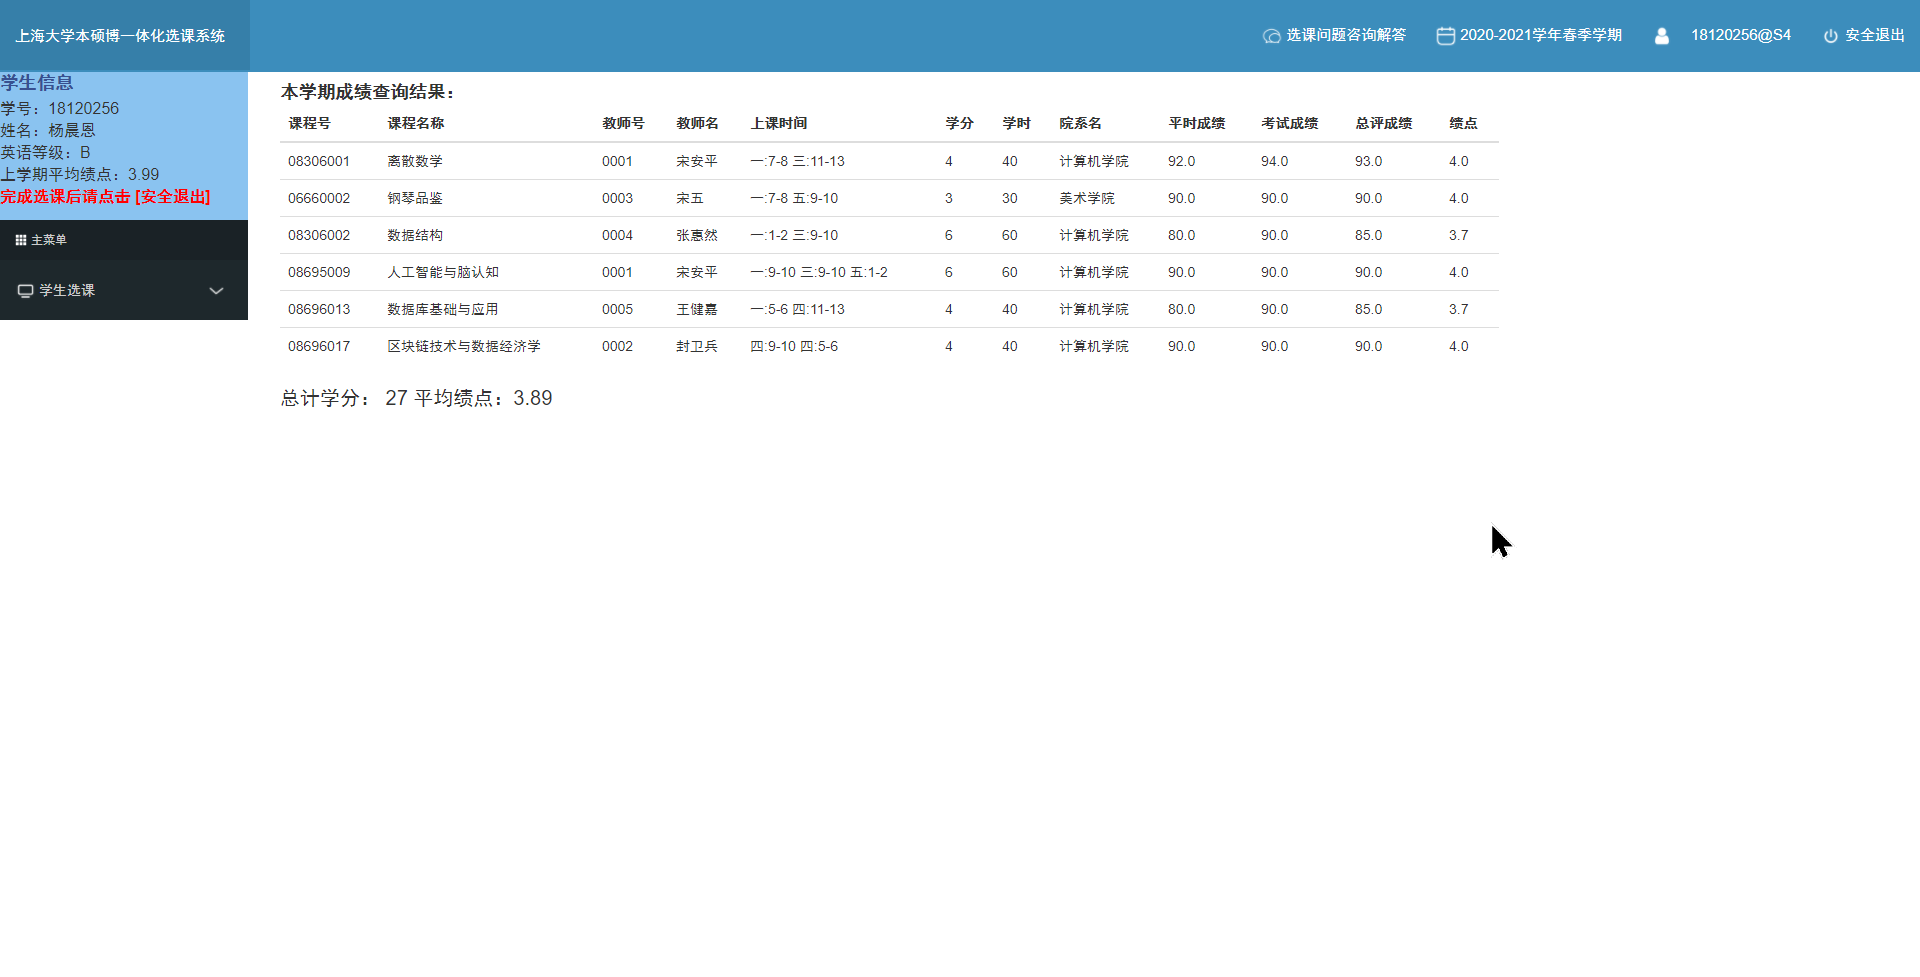 上海大学本硕博一体化选课系统 选课问题咨询解答 2020-2021学年春季学期 18120256@S4 安全退出
学生信息
学号：18120256
姓名：杨晨恩
英语等级：B
上学期平均绩点：3.99
完成选课后请点击 [安全退出]
主菜单
学生选课
本学期成绩查询结果：
课程号 课程名称 教师号 教师名 上课时间 学分 学时 院系名 平时成绩 考试成绩 总评成绩 绩点
08306001 离散数学 0001 宋安平 一:7-8 三:11-13 4 40 计算机学院 92.0 94.0 93.0 4.0
06660002 钢琴品鉴 0003 宋五 一:7-8 五:9-10 3 30 美术学院 90.0 90.0 90.0 4.0
08306002 数据结构 0004 张惠然 一:1-2 三:9-10 6 60 计算机学院 80.0 90.0 85.0 3.7
08695009 人工智能与脑认知 0001 宋安平 一:9-10 三:9-10 五:1-2 6 60 计算机学院 90.0 90.0 90.0 4.0
08696013 数据库基础与应用 0005 王健嘉 一:5-6 四:11-13 4 40 计算机学院 80.0 90.0 85.0 3.7
08696017 区块链技术与数据经济学 0002 封卫兵 四:9-10 四:5-6 4 40 计算机学院 90.0 90.0 90.0 4.0
总计学分： 27 平均绩点：3.89